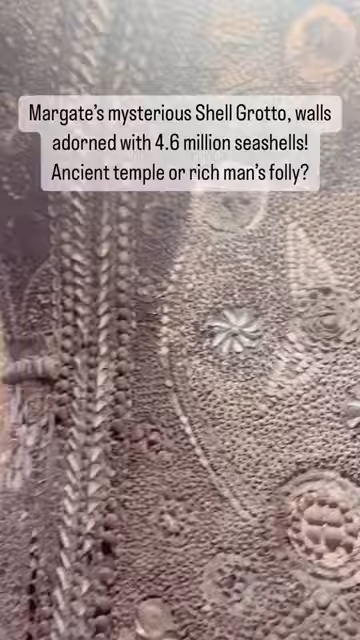 Margate's mysterious Shell Grotto, walls
adorned with 4.6 million seashells!
Ancient temple or rich man's folly?